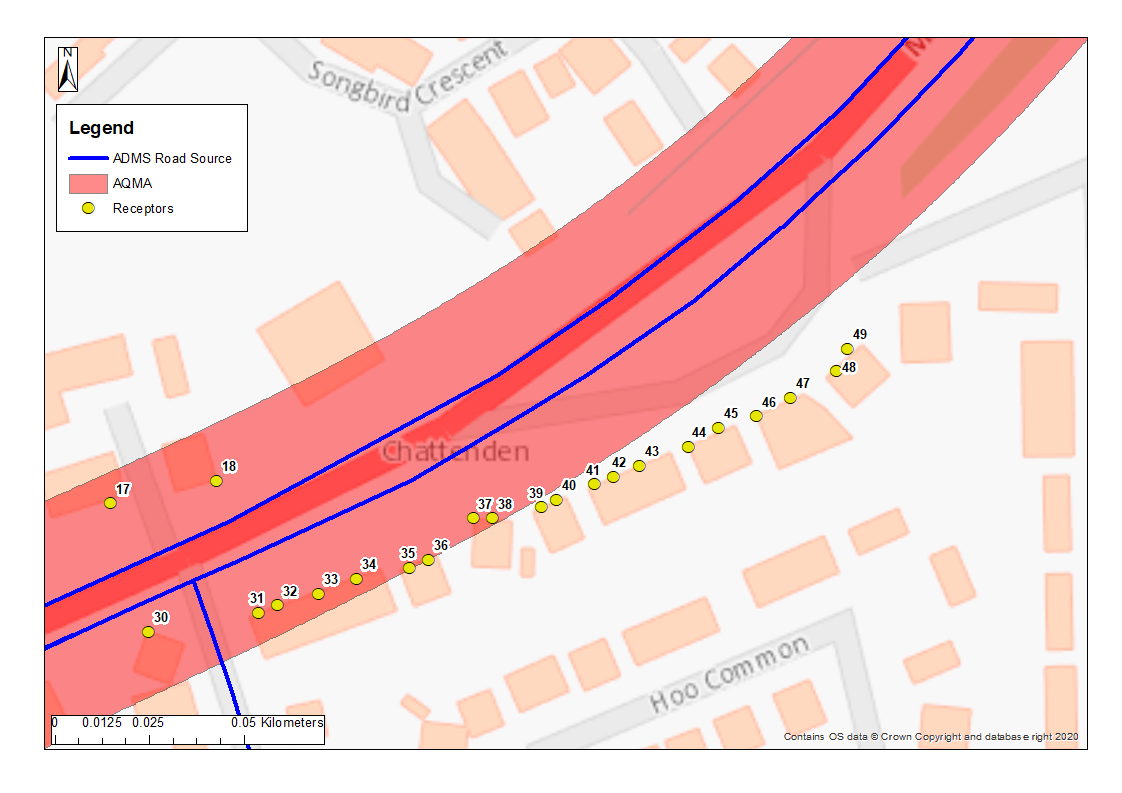 N
Songbird Crescent
M
Legend
ADMS Road Source
AQMA
Receptors
49
48
47
46
45
44
43
42
41
40
39
38
37
36
35
34
33
32
31
30
18
17
Chattenden
Hoo Common
0 0.0125 0.025 0.05 Kilometers
Contains OS data © Crown Copyright and database right 2020